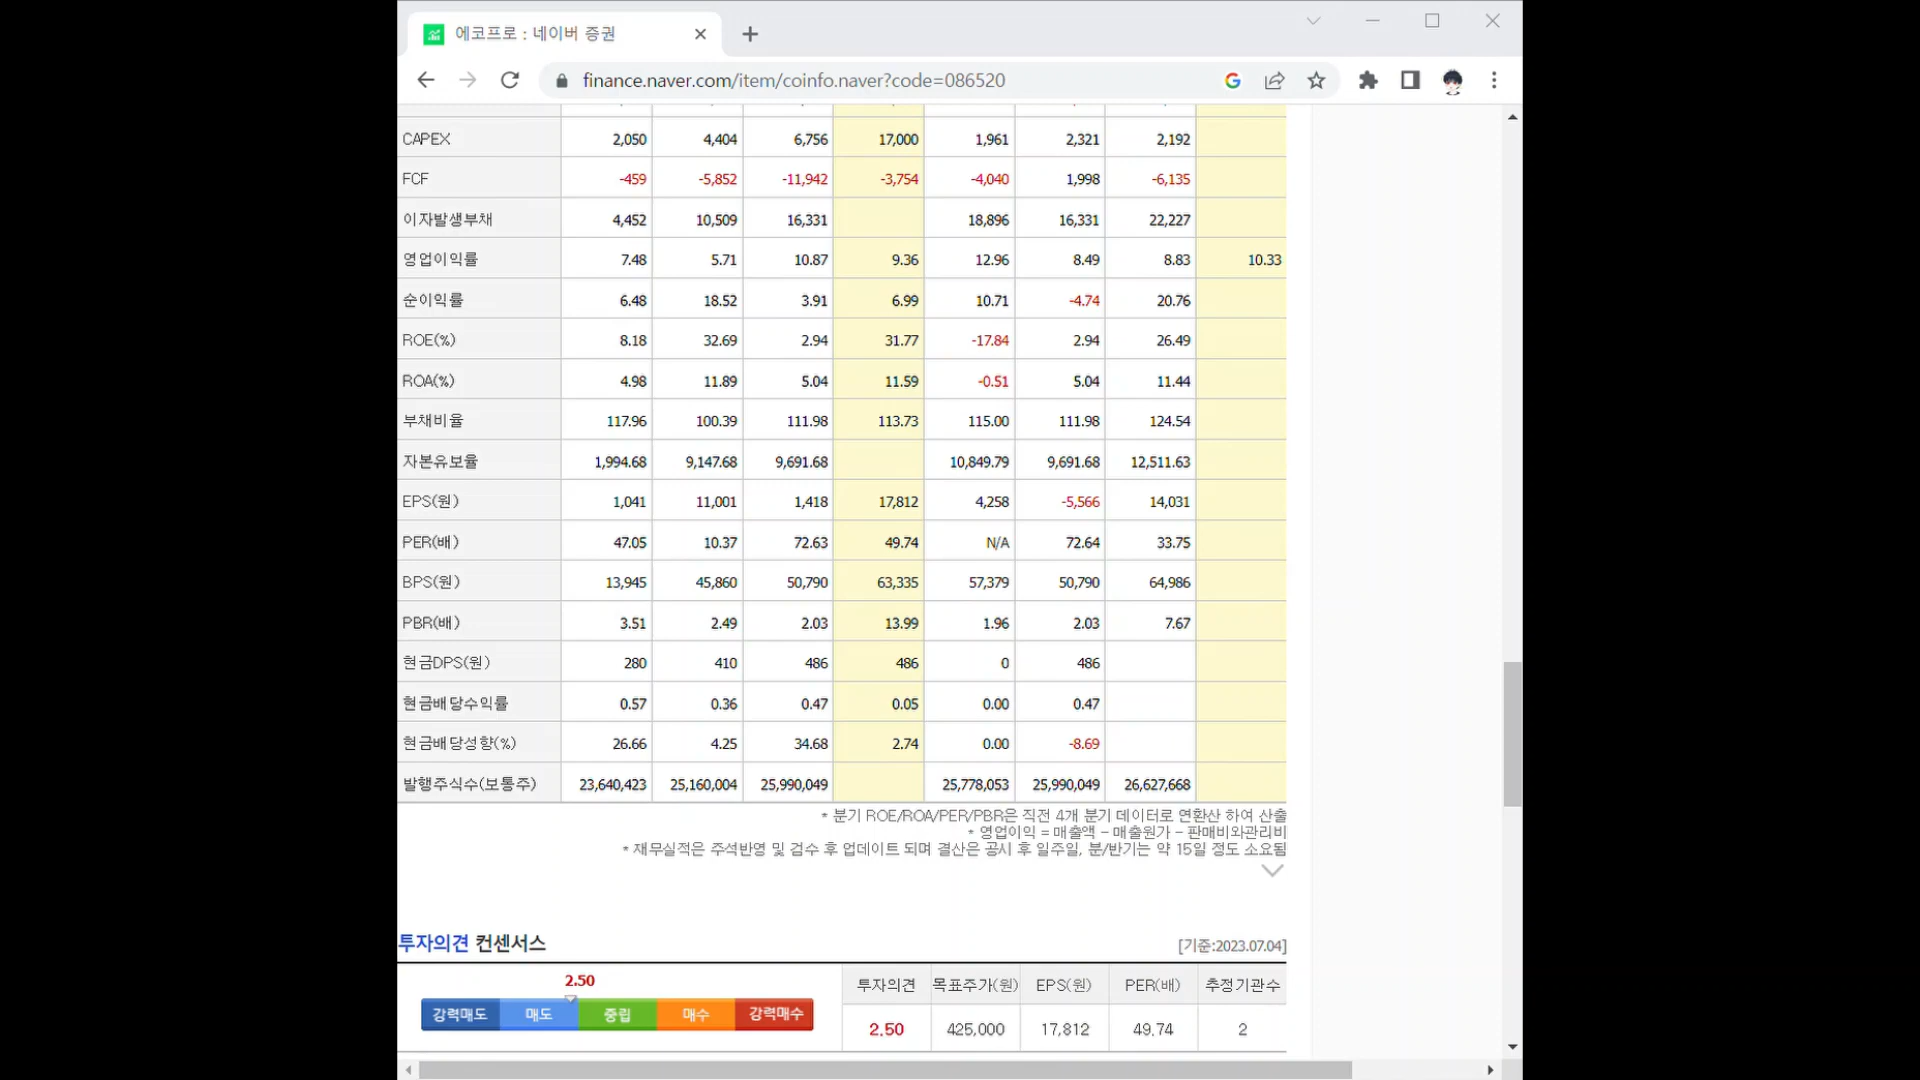 에코프로 : 네이버 증권
finance.naver.com/item/coinfo.naver?code=086520
CAPEX 2,050 4,404 6,756 17,000 1,961 2,321 2,192
FCF -459 -5,852 -11,942 -3,754 -4,040 1,998 -6,135
이자발생부채 4,452 10,509 16,331 18,896 16,331 22,227
영업이익률 7.48 5.71 10.87 9.36 12.96 8.49 8.83 10.33
순이익률 6.48 18.52 3.91 6.99 10.71 -4.74 20.76
ROE(%) 8.18 32.69 2.94 31.77 -17.84 2.94 26.49
ROA(%) 4.98 11.89 5.04 11.59 -0.51 5.04 11.44
부채비율 117.96 100.39 111.98 113.73 115.00 111.98 124.54
자본유보율 1,994.68 9,147.68 9,691.68 10,849.79 9,691.68 12,511.63
EPS(원) 1,041 11,001 1,418 17,812 4,258 -5,566 14,031
PER(배) 47.05 10.37 72.63 49.74 N/A 72.64 33.75
BPS(원) 13,945 45,860 50,790 63,335 57,379 50,790 64,986
PBR(배) 3.51 2.49 2.03 13.99 1.96 2.03 7.67
현금DPS(원) 280 410 486 486 0 486
현금배당수익률 0.57 0.36 0.47 0.05 0.00 0.47
현금배당성향(%) 26.66 4.25 34.68 2.74 0.00 -8.69
발행주식수(보통주) 23,640,423 25,160,004 25,990,049 25,778,053 25,990,049 26,627,668
* 분기 ROE/ROA/PER/PBR은 직전 4개 분기 데이터로 연환산 하여 산출
* 영업이익 = 매출액 - 매출원가 - 판매비와관리비
* 재무실적은 주석반영 및 검수 후 업데이트 되며 결산은 공시 후 일주일, 분/반기는 약 15일 정도 소요됨
투자의견 컨센서스 [기준:2023.07.04]
2.50
강력매도 매도 중립 매수 강력매수
투자의견 목표주가(원) EPS(원) PER(배) 추정기관수
2.50 425,000 17,812 49.74 2